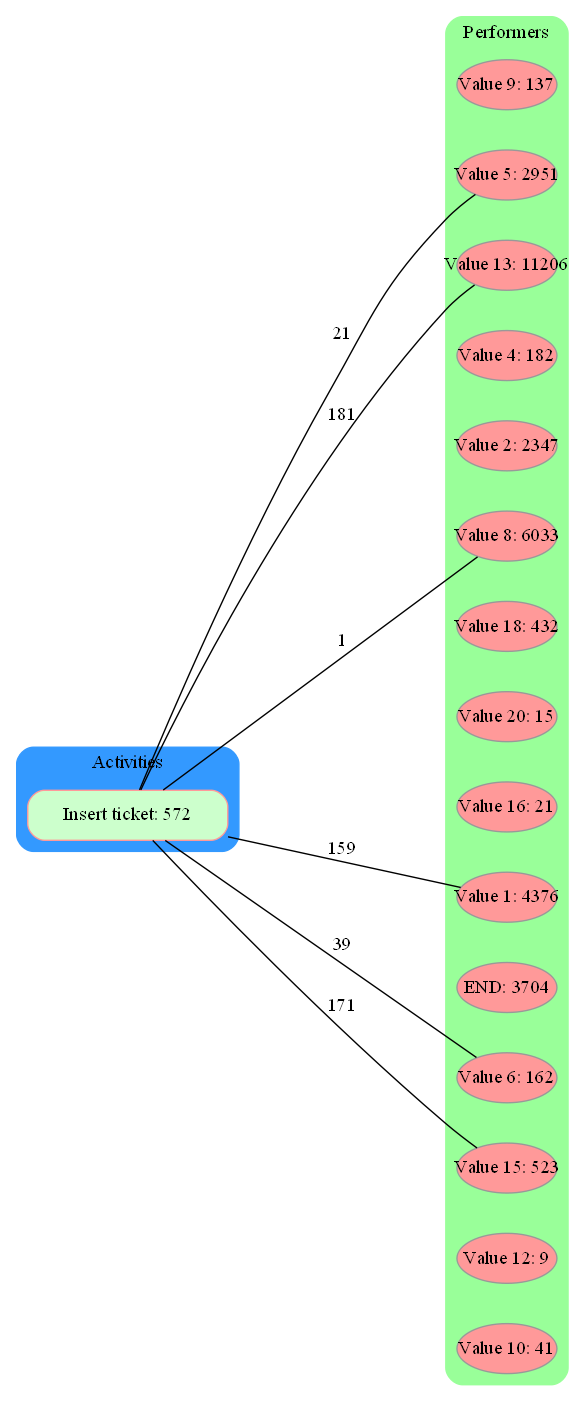 Performers
Value 9: 137
Value 5: 2951
Value 13: 11206
21
Value 4: 182
181
Value 2: 2347
Value 8: 6033
Value 18: 432
1
Value 20: 15
Activities
Insert ticket: 572
Value 16: 21
159
Value 1: 4376
39
END: 3704
171
Value 6: 162
Value 15: 523
Value 12: 9
Value 10: 41